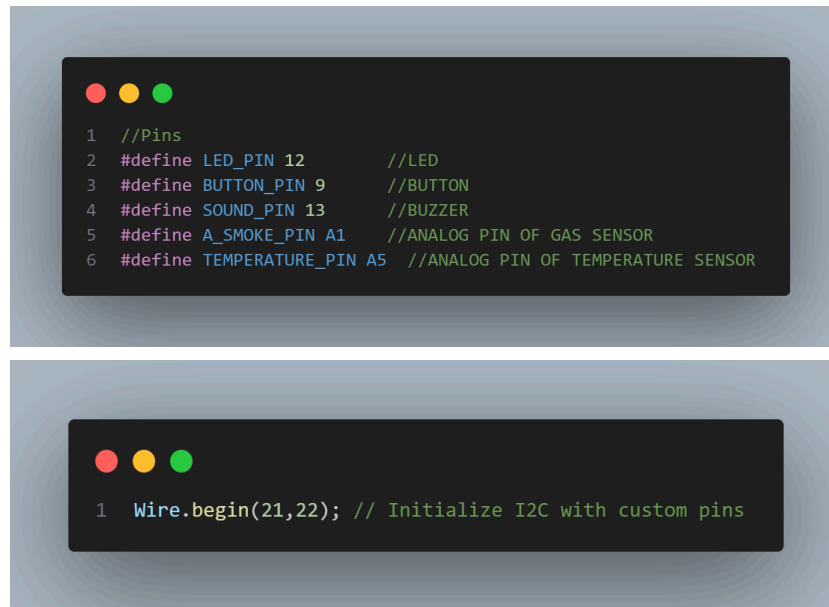 1 //Pins
2 #define LED_PIN 12 //LED
3 #define BUTTON_PIN 9 //BUTTON
4 #define SOUND_PIN 13 //BUZZER
5 #define A_SMOKE_PIN A1 //ANALOG PIN OF GAS SENSOR
6 #define TEMPERATURE_PIN A5 //ANALOG PIN OF TEMPERATURE SENSOR
1 Wire.begin(21,22); // Initialize I2C with custom pins